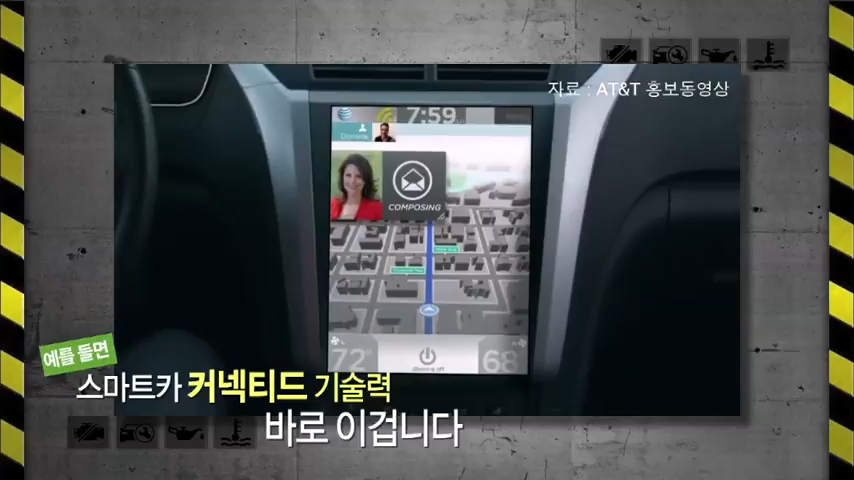 자료 : AT&T 홍보동영상
7:59
COMPOSING
L
72°
68
예를 들면
스마트카 커넥티드 기술력
바로 이겁니다